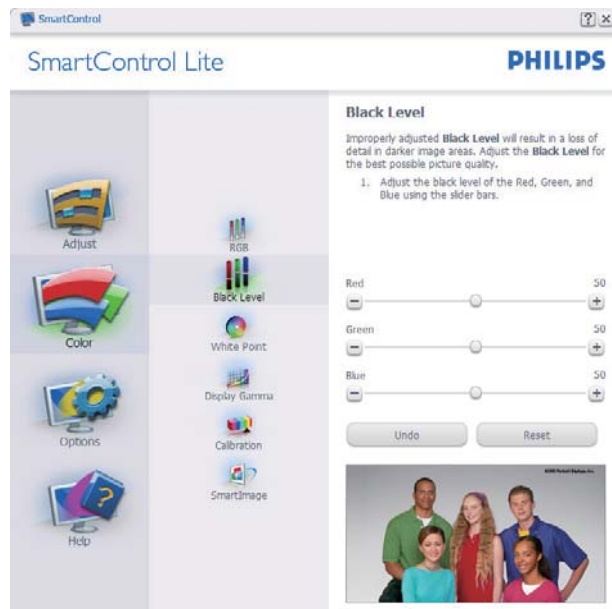 SmartControl
SmartControl Lite
PHILIPS
Adjust
Color
Options
Help
RGB
Black Level
White Point
Display Gamma
Calibration
SmartImage
Black Level
Improperly adjusted Black Level will result in a loss of
detail in darker image areas. Adjust the Black Level for
the best possible picture quality.
1. Adjust the black level of the Red, Green, and
Blue using the slider bars.
Red 50
Green 50
Blue 50
Undo
Reset